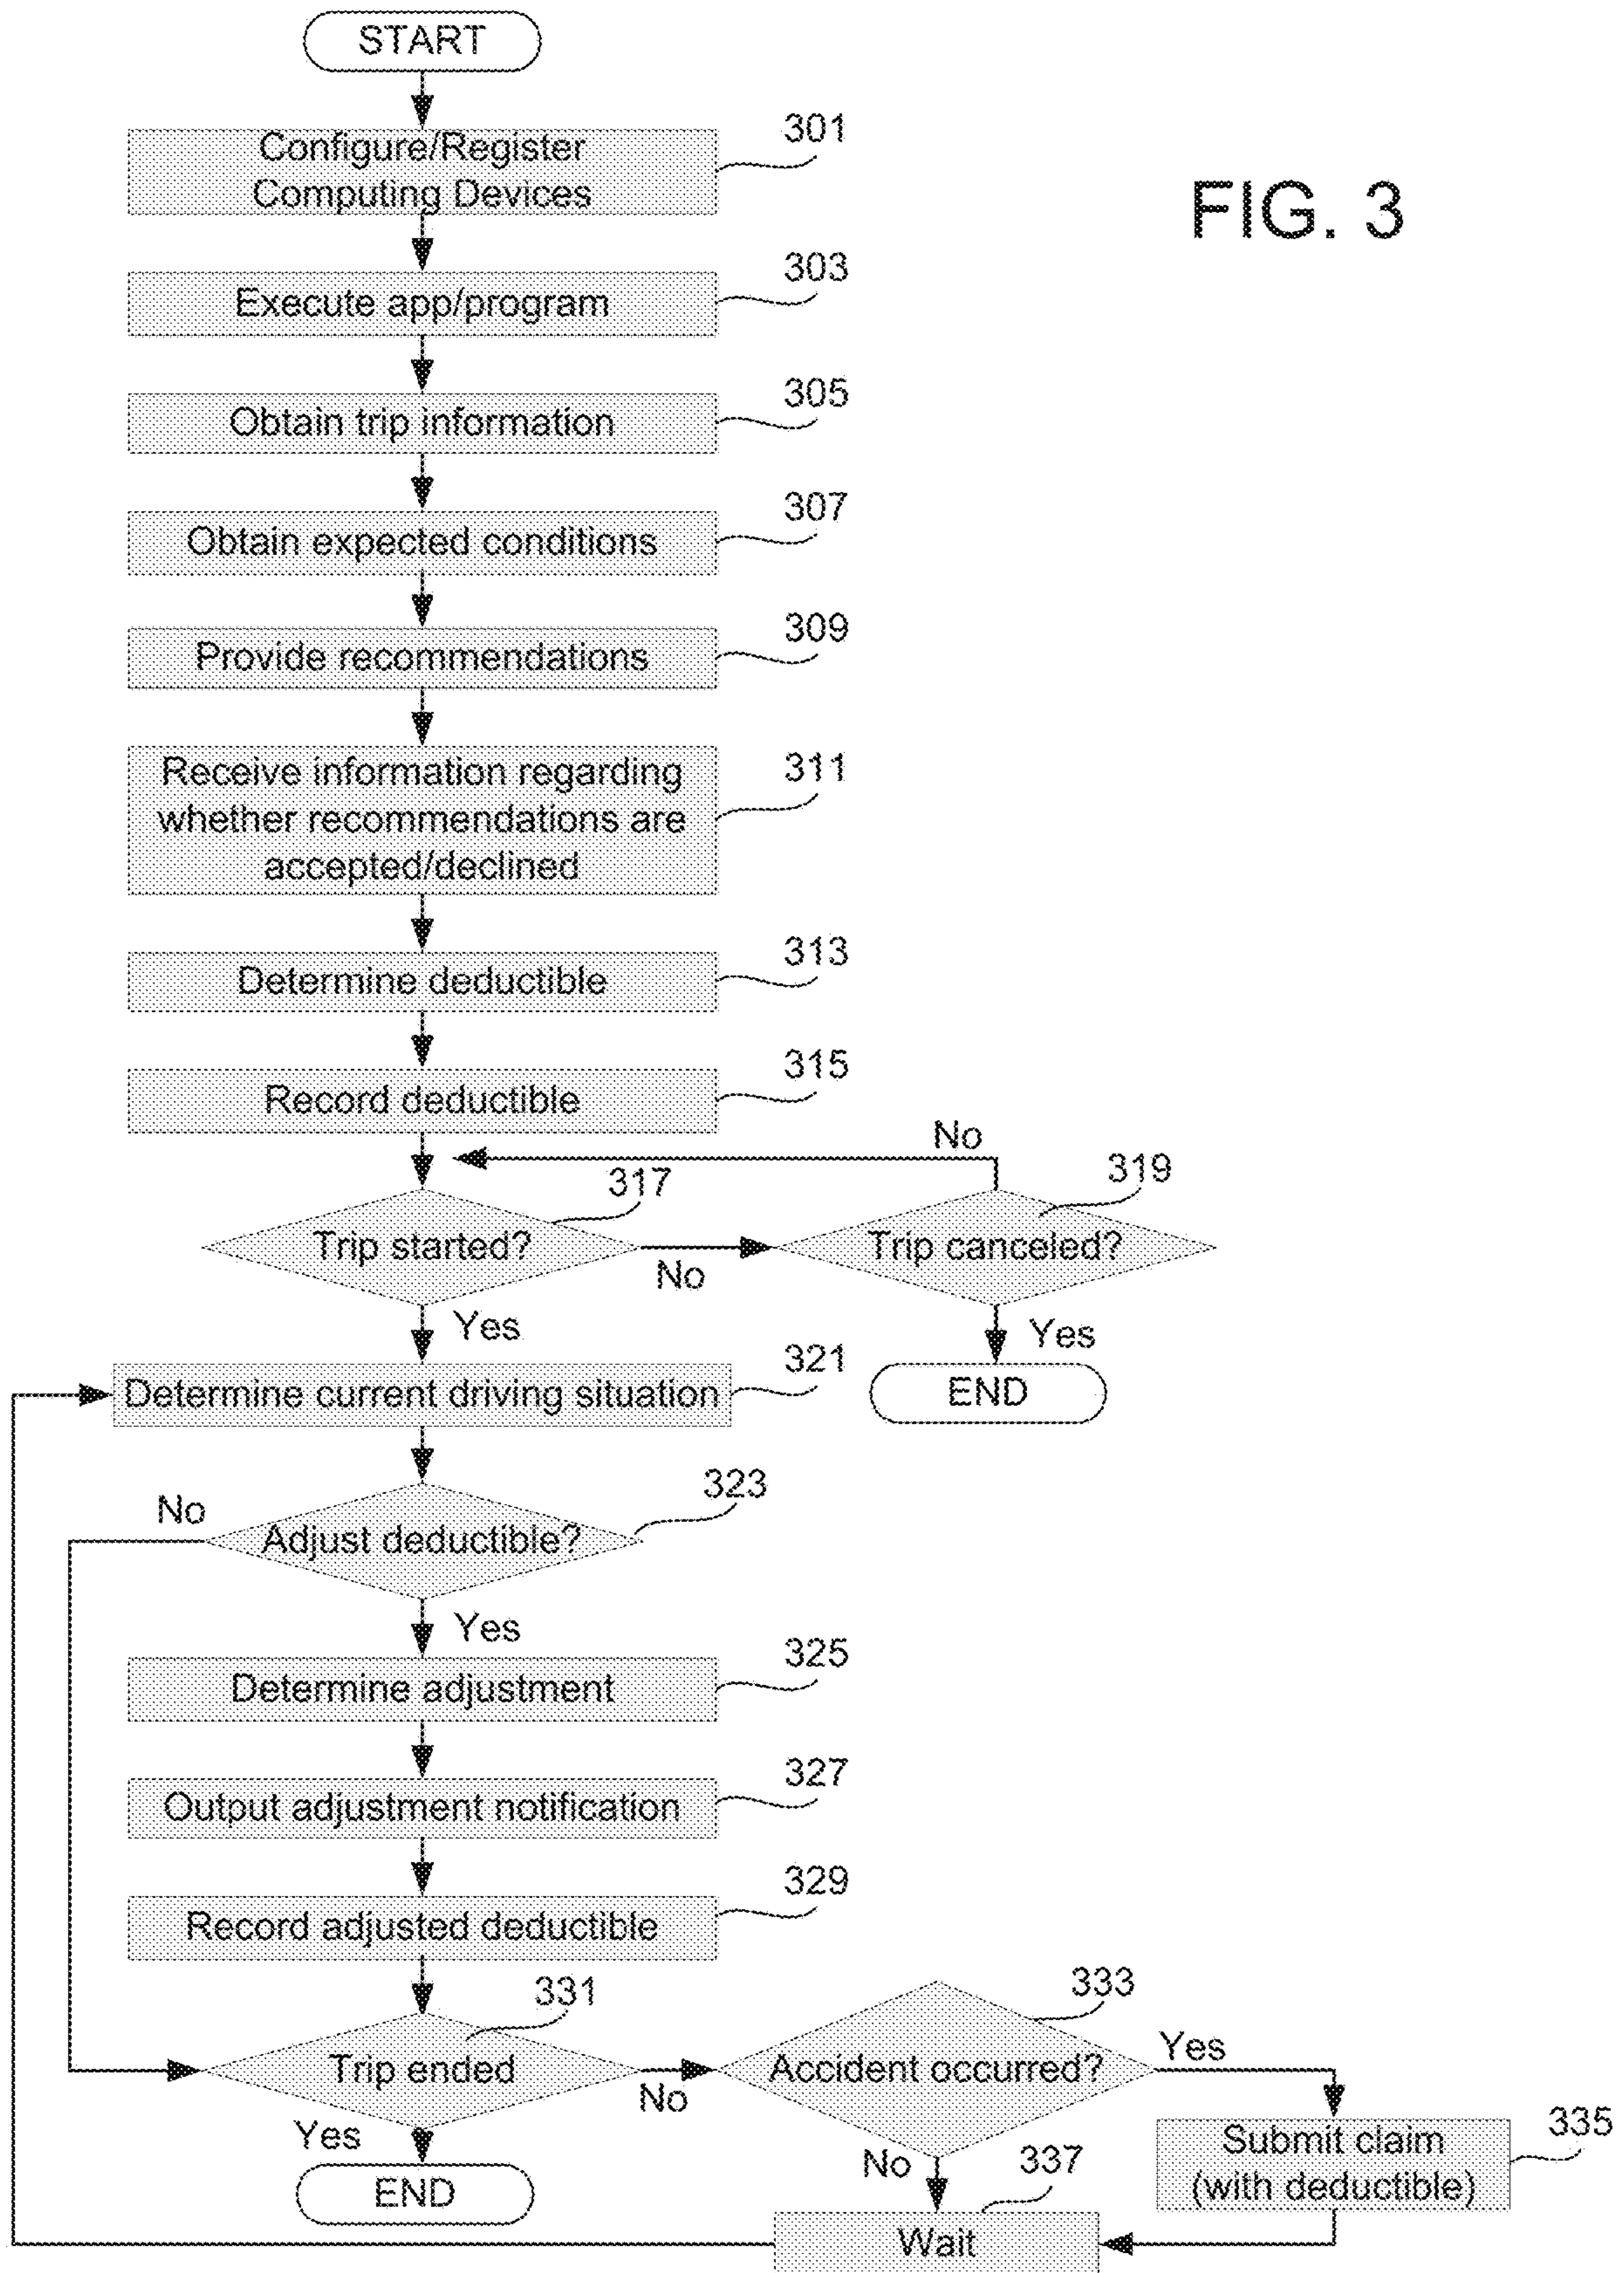 START
Configure/Register
Computing Devices
301
FIG. 3
Execute app/program
303
Obtain trip information
305
Obtain expected conditions
307
Provide recommendations
309
Receive information regarding
whether recommendations are
accepted/declined
311
Determine deductible
313
Record deductible
315
No
Trip started?
317
No
Trip canceled?
319
Yes
Yes
END
Determine current driving situation
321
No
Adjust deductible?
323
Yes
Determine adjustment
325
Output adjustment notification
327
Record adjusted deductible
329
Trip ended
331
No
Accident occurred?
333
Yes
Yes
END
No
Submit claim
(with deductible)
335
Wait
337